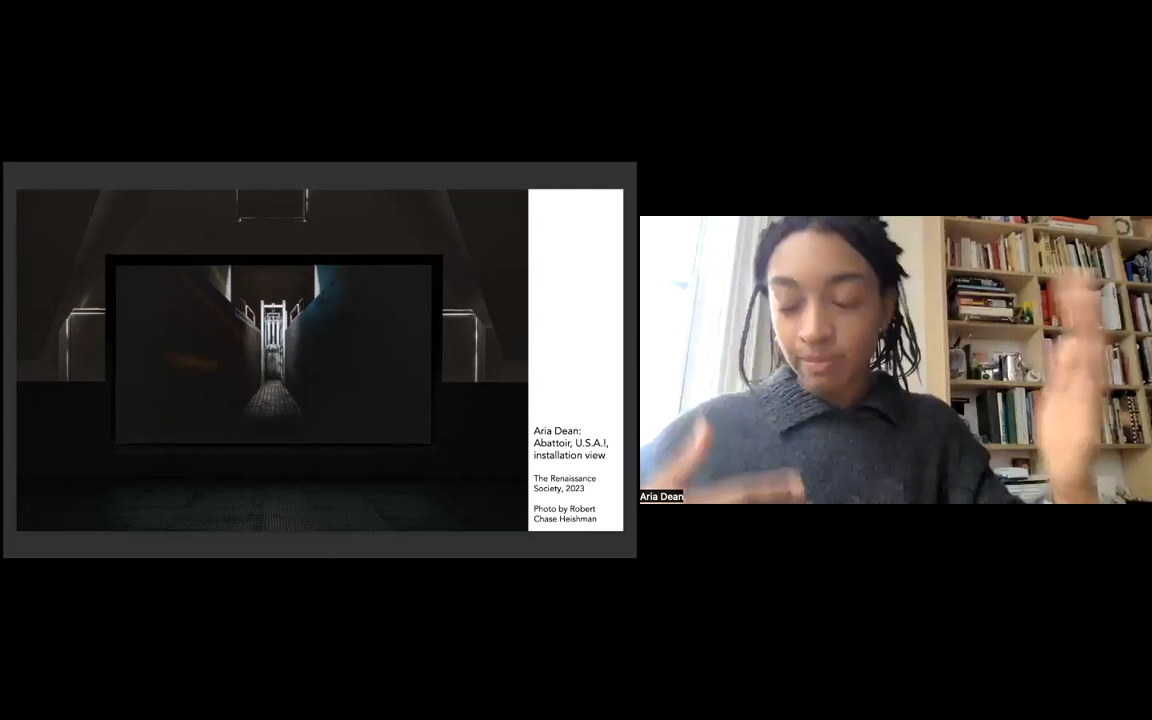 Aria Dean:
Abattoir, U.S.A.!,
installation view
The Renaissance
Society, 2023
Photo by Robert
Chase Heishman
Aria Dean